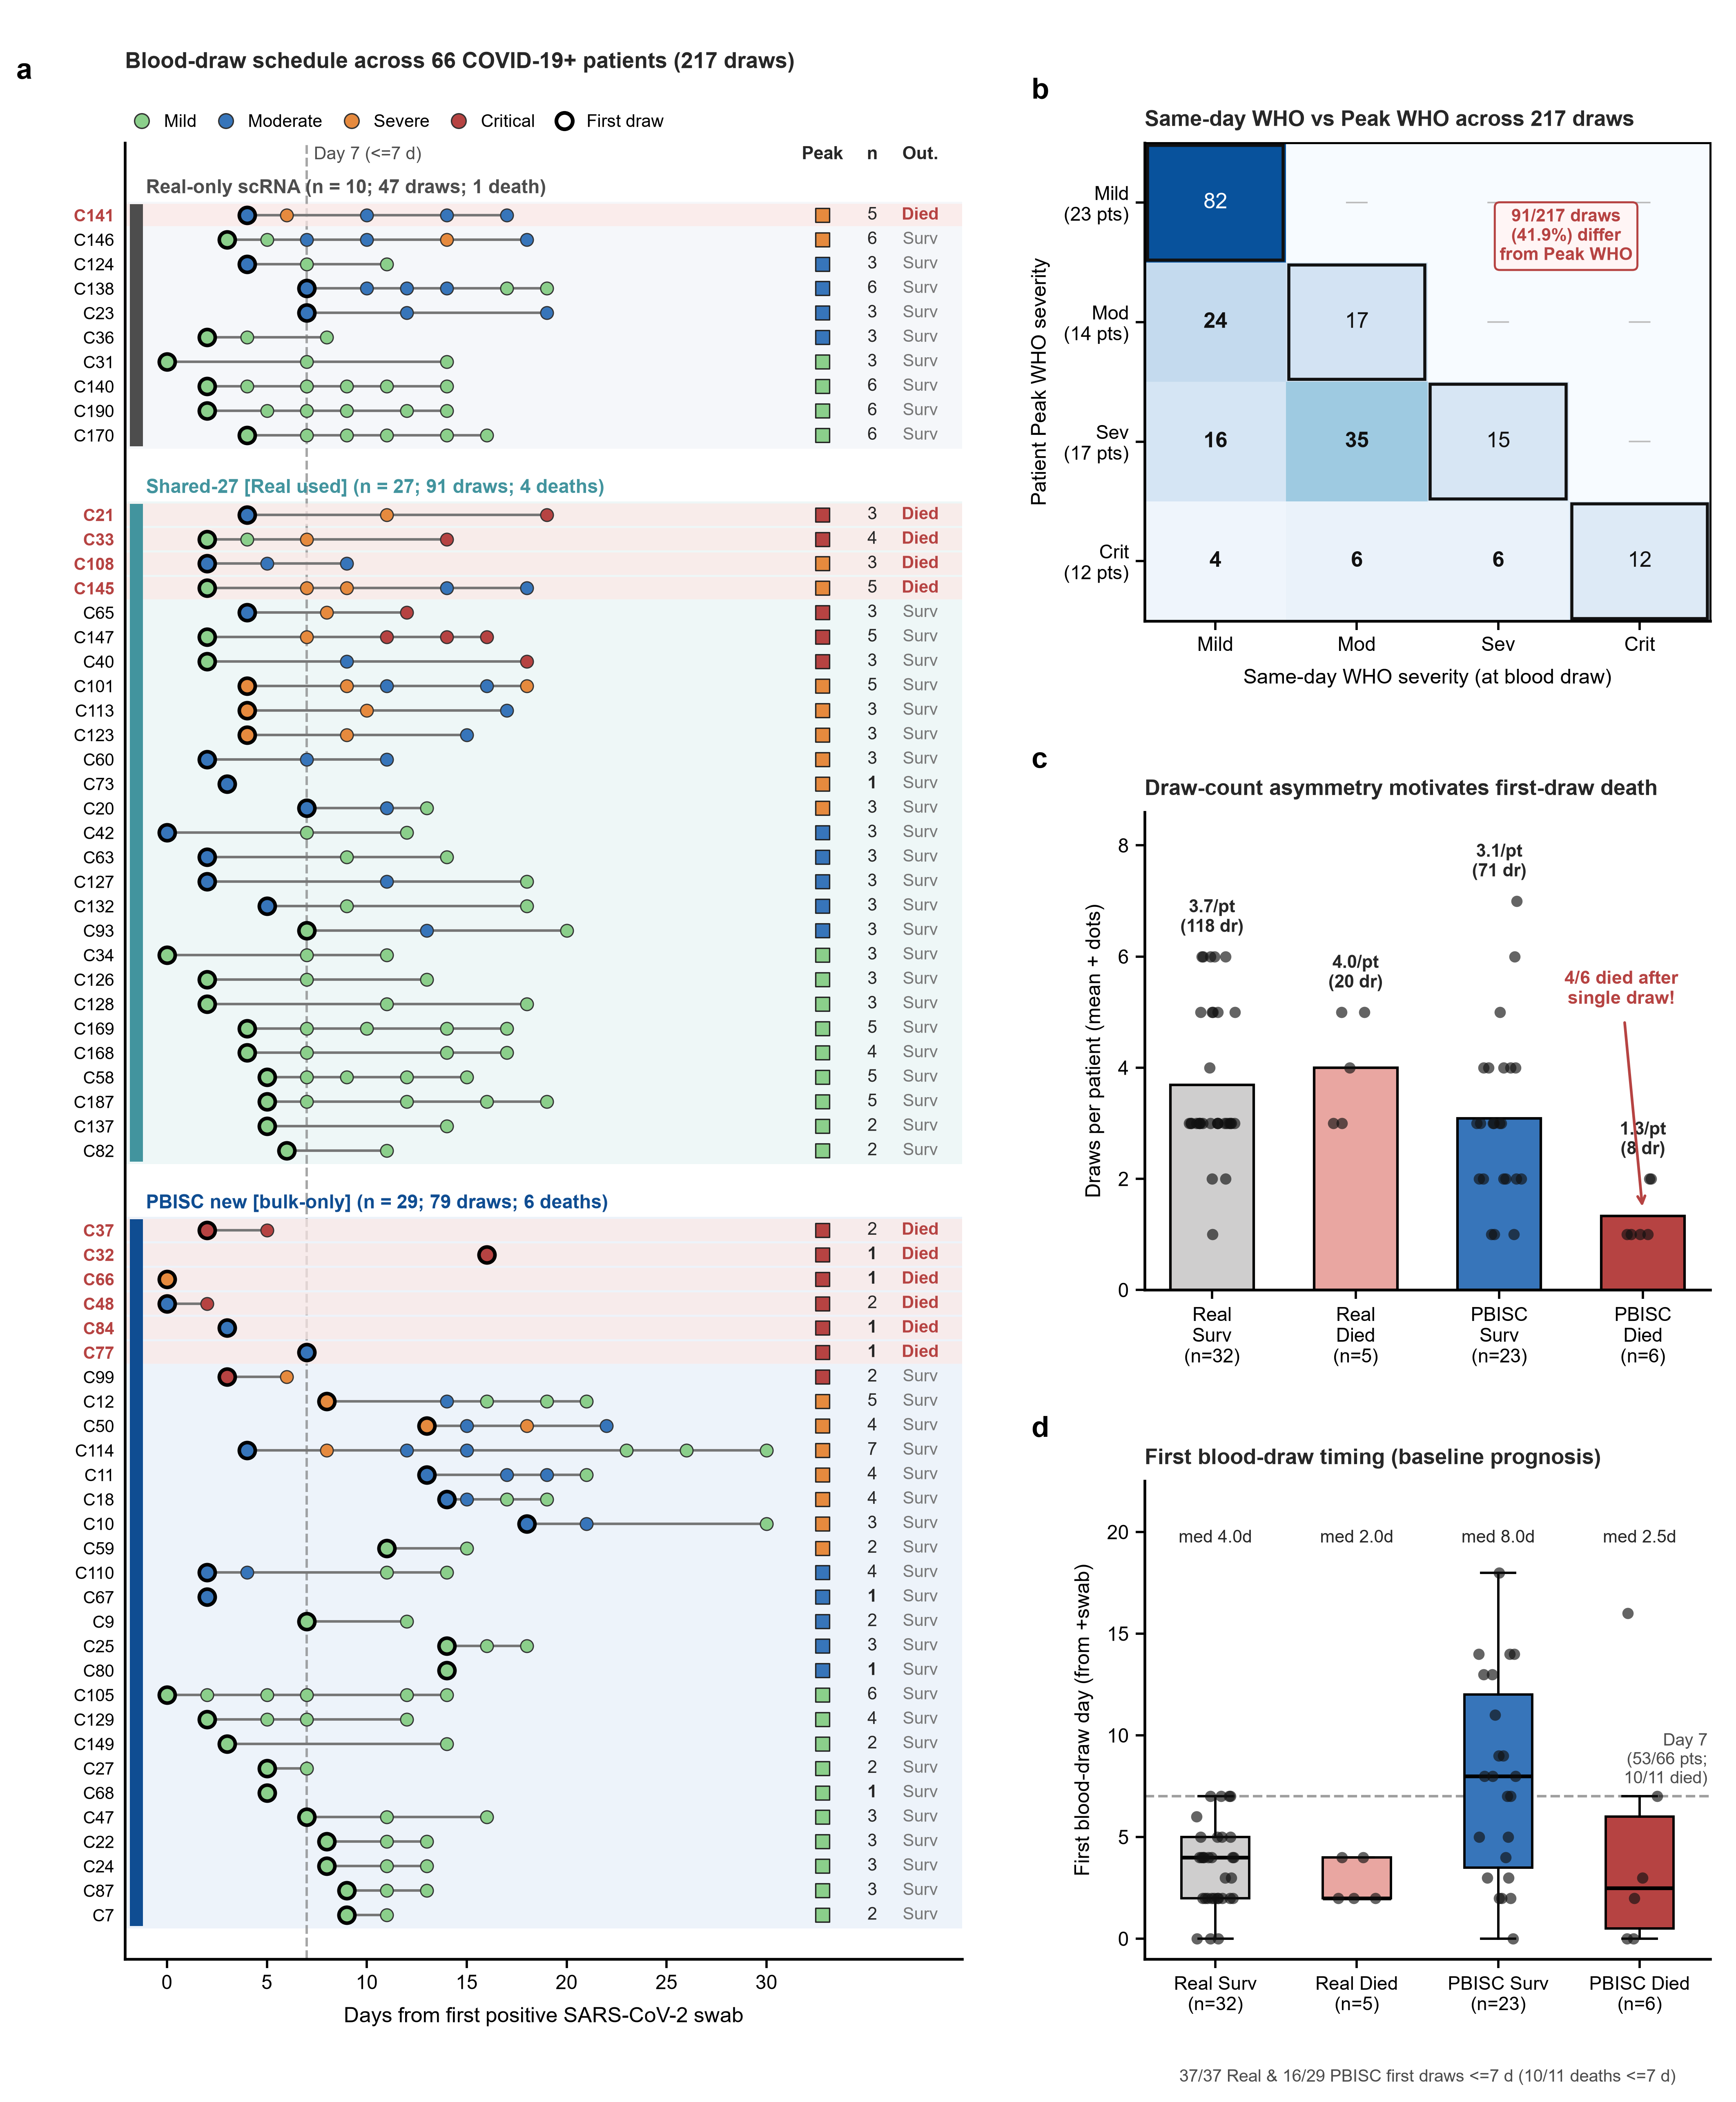 a
Blood-draw schedule across 66 COVID-19+ patients (217 draws)
Mild Moderate Severe Critical First draw
Day 7 (<=7 d) Peak n Out.
Real-only scRNA (n = 10; 47 draws; 1 death)
C141 5 Died
C146 6 Surv
C124 3 Surv
C138 6 Surv
C23 3 Surv
C36 3 Surv
C31 3 Surv
C140 6 Surv
C190 6 Surv
C170 6 Surv
Shared-27 [Real used] (n = 27; 91 draws; 4 deaths)
C21 3 Died
C33 4 Died
C108 3 Died
C145 5 Died
C65 3 Surv
C147 5 Surv
C40 3 Surv
C101 5 Surv
C113 3 Surv
C123 3 Surv
C60 3 Surv
C73 1 Surv
C20 3 Surv
C42 3 Surv
C63 3 Surv
C127 3 Surv
C132 3 Surv
C93 3 Surv
C34 3 Surv
C126 3 Surv
C128 3 Surv
C169 5 Surv
C168 4 Surv
C58 5 Surv
C187 5 Surv
C137 2 Surv
C82 2 Surv
PBISC new [bulk-only] (n = 29; 79 draws; 6 deaths)
C37 2 Died
C32 1 Died
C66 1 Died
C48 2 Died
C84 1 Died
C77 1 Died
C99 2 Surv
C12 5 Surv
C50 4 Surv
C114 7 Surv
C11 4 Surv
C18 4 Surv
C10 3 Surv
C59 2 Surv
C110 4 Surv
C67 1 Surv
C9 2 Surv
C25 3 Surv
C80 1 Surv
C105 6 Surv
C129 4 Surv
C149 2 Surv
C27 2 Surv
C68 1 Surv
C47 3 Surv
C22 3 Surv
C24 3 Surv
C87 3 Surv
C7 2 Surv
0 5 10 15 20 25 30
Days from first positive SARS-CoV-2 swab
b
Same-day WHO vs Peak WHO across 217 draws
Patient Peak WHO severity
Mild
(23 pts)
82 — — —
91/217 draws
(41.9%) differ
from Peak WHO
Mod
(14 pts)
24 17 — —
Sev
(17 pts)
16 35 15 —
Crit
(12 pts)
4 6 6 12
Mild Mod Sev Crit
Same-day WHO severity (at blood draw)
c
Draw-count asymmetry motivates first-draw death
Draws per patient (mean + dots)
8
6
4
2
0
3.7/pt
(118 dr)
4.0/pt
(20 dr)
3.1/pt
(71 dr)
4/6 died after
single draw!
1.3/pt
(8 dr)
Real
Surv
(n=32)
Real
Died
(n=5)
PBISC
Surv
(n=23)
PBISC
Died
(n=6)
d
First blood-draw timing (baseline prognosis)
First blood-draw day (from +swab)
20
15
10
5
0
med 4.0d med 2.0d med 8.0d med 2.5d
Day 7
(53/66 pts;
10/11 died)
Real Surv
(n=32)
Real Died
(n=5)
PBISC Surv
(n=23)
PBISC Died
(n=6)
37/37 Real & 16/29 PBISC first draws <=7 d (10/11 deaths <=7 d)